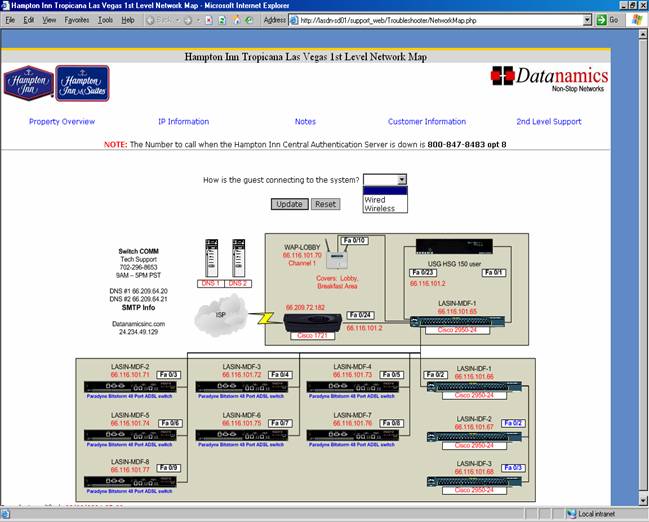 Hampton Inn Tropicana Las Vegas 1st Level Network Map - Microsoft Internet Explorer
File Edit View Favorites Tools Help Back Address http://lasdn-sd01/support_web/Troubleshooter/NetworkMap.php Go
Hampton Inn Tropicana Las Vegas 1st Level Network Map
Hampton Inn
Hampton Inn & Suites
Datanamics
Non-Stop Networks
Property Overview IP Information Notes Customer Information 2nd Level Support
NOTE: The Number to call when the Hampton Inn Central Authentication Server is down is 800-847-8483 opt 8
How is the guest connecting to the system?
Wired
Wireless
Update Reset
Switch COMM
Tech Support
702-296-8653
9AM – 5PM PST
DNS #1 66.209.64.20
DNS #2 66.209.64.21
SMTP Info
Datanamicsinc.com
24.234.49.129
DNS 1 DNS 2
ISP
WAP-LOBBY
66.116.101.70
Channel 1
Fa 0/10
Covers: Lobby,
Breakfast Area
USG HSG 150 user
Fa 0/23 Fa 0/1
66.116.101.2
LASIN-MDF-1
66.116.101.65
Cisco 2950-24
66.209.72.182
Fa 0/24
66.116.101.2
Cisco 1721
LASIN-MDF-2
66.116.101.71 Fa 0/3
Paradyne Bitstorm 48 Port ADSL switch
LASIN-MDF-3
66.116.101.72 Fa 0/4
Paradyne Bitstorm 48 Port ADSL switch
LASIN-MDF-4
66.116.101.73 Fa 0/5
Paradyne Bitstorm 48 Port ADSL switch
LASIN-IDF-1
Fa 0/2 66.116.101.66
Cisco 2950-24
LASIN-MDF-5
66.116.101.74 Fa 0/6
Paradyne Bitstorm 48 Port ADSL switch
LASIN-MDF-6
66.116.101.75 Fa 0/7
Paradyne Bitstorm 48 Port ADSL switch
LASIN-MDF-7
66.116.101.76 Fa 0/8
Paradyne Bitstorm 48 Port ADSL switch
LASIN-IDF-2
66.116.101.67 Fa 0/2
Cisco 2950-24
LASIN-MDF-8
66.116.101.77 Fa 0/9
Paradyne Bitstorm 48 Port ADSL switch
LASIN-IDF-3
66.116.101.68 Fa 0/3
Cisco 2950-24
Local intranet